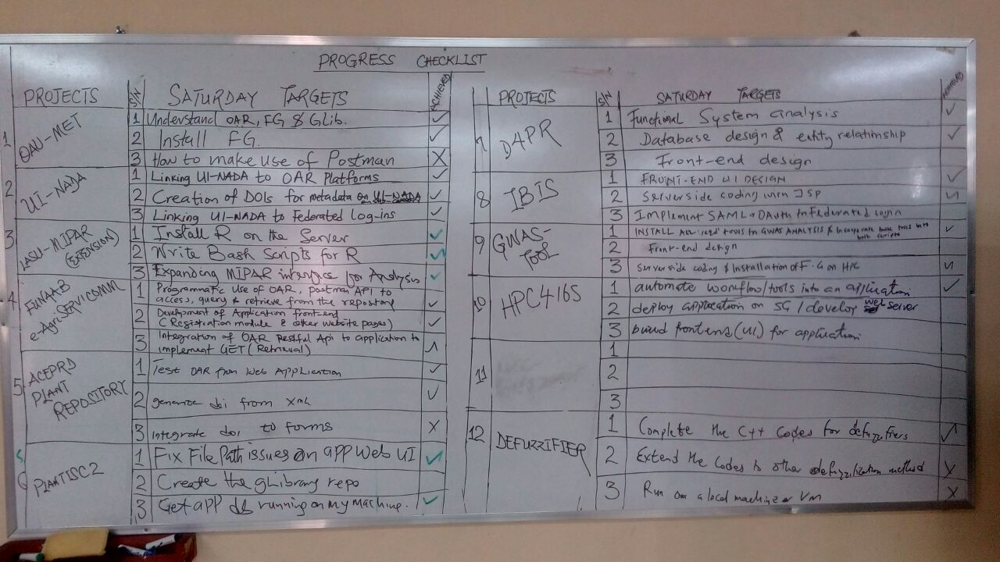 PROGRESS CHECKLIST
PROJECTS S/N SATURDAY TARGETS ACHIEVED
1 OAU-MET
1 Understand OAR, FG & GLib. ✓
2 Install FG. ✓
3 How to make use of Postman X
2 UI-NADA
1 Linking UI-NADA to OAR Platforms ✓
2 Creation of DOIs for metadata on UI-NADA ✓
3 Linking UI-NADA to Federated Log-ins ✓
3 LASU-MIPAR
(EXTENSION)
1 Install R on the Server ✓
2 Write Bash Scripts for R ✓
3 Expanding MIPAR interface for Analysis ✓
4 FUNAAB
e-Agri SERVICOMM
1 Programmatic Use of OAR, postman API to
access, query & retrieve from the repository ✓
2 Development of Application front-end
(Registration module & other website pages) ✓
3 Integration of OAR Restful Api to application to
implement GET (Retrieval) ✓
5 ACEPRD
PLANT
REPOSITORY
1 Test OAR from Web Application ✓
2 generate doi from xml ✓
3 Integrate doi to forms X
6 PLANTISC2
1 Fix File Path issues on app Web UI ✓
2 Create the gLibrary repo
3 Get app running on my machine. ✓
PROJECTS S/N SATURDAY TARGETS ACHIEVED
7 DAPR
1 Functional System analysis ✓
2 Database design & entity relationship ✓
3 Front-end design
8 IBIS
1 FRONT-END UI DESIGN ✓
2 Server side coding with JSP ✓
3 Implement SAML OAuth Federated Login
9 GWAS-
TOOL
1 INSTALL ALL 'req'd' tools for GWAS ANALYSIS & incorporate tools into
bash scripts ✓
2 Front-end design
3 Server side coding & Installation of F.G on HPC ✓
10 HPC416S
1 automate workflow/tools into an application ✓
2 deploy application on SG / develop web server
3 build frontend (UI) for application
11
1
2
3
12 DEFUZZIFIER
1 Complete the C++ Codes for defuzzifiers ✓
2 Extend the Codes to other defuzzification method X
3 Run on a local machine or VM X